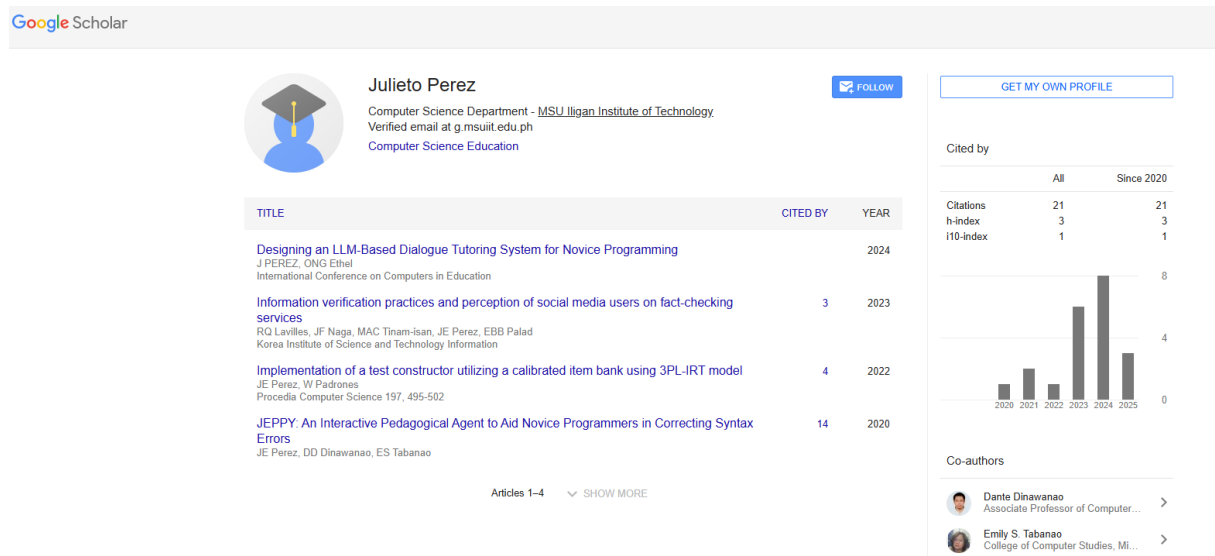 Google Scholar
Julieto Perez
FOLLOW
Computer Science Department - MSU Iligan Institute of Technology
Verified email at g.msuiit.edu.ph
Computer Science Education
TITLE CITED BY YEAR
Designing an LLM-Based Dialogue Tutoring System for Novice Programming 2024
J PEREZ, ONG Ethel
International Conference on Computers in Education
Information verification practices and perception of social media users on fact-checking 3 2023
services
RQ Lavilles, JF Naga, MAC Tinam-isan, JE Perez, EBB Palad
Korea Institute of Science and Technology Information
Implementation of a test constructor utilizing a calibrated item bank using 3PL-IRT model 4 2022
JE Perez, W Padrones
Procedia Computer Science 197, 495-502
JEPPY: An Interactive Pedagogical Agent to Aid Novice Programmers in Correcting Syntax 14 2020
Errors
JE Perez, DD Dinawanao, ES Tabanao
Articles 1–4 SHOW MORE
GET MY OWN PROFILE
Cited by
All Since 2020
Citations 21 21
h-index 3 3
i10-index 1 1
8
4
0
2020 2021 2022 2023 2024 2025
Co-authors
Dante Dinawanao
Associate Professor of Computer...
Emily S. Tabanao
College of Computer Studies, Mi...